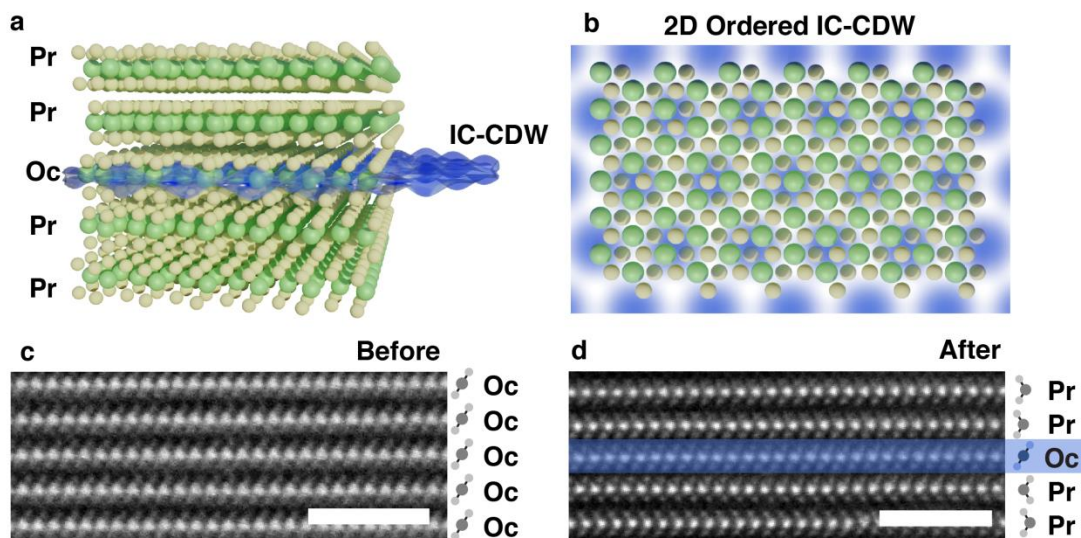 a
Pr
Pr
Oc
Pr
Pr
IC-CDW
b
2D Ordered IC-CDW
c
Before
Oc
Oc
Oc
Oc
Oc
d
After
Pr
Pr
Oc
Pr
Pr